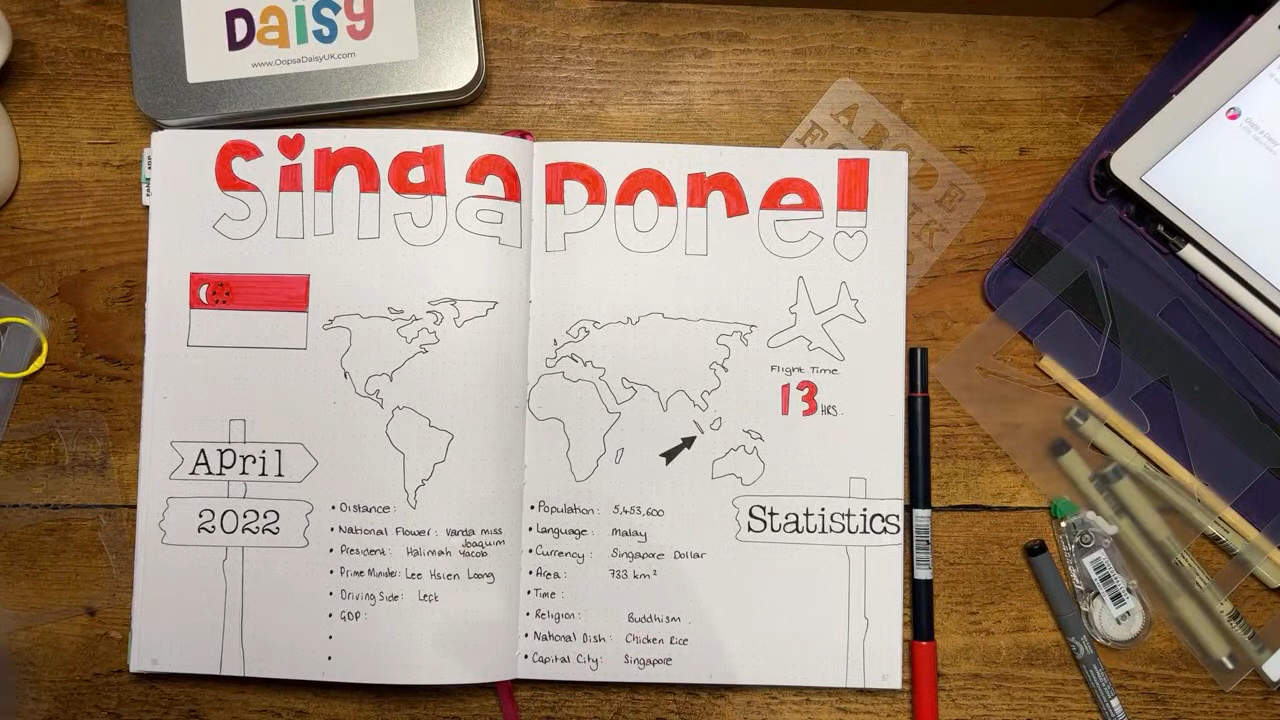 Daisy
www.OopsaDaisyUK.com
Singapore!
Flight Time
13 HRS.
April
2022
Statistics
• Distance:
• National Flower: Vanda miss
Joaquim
• President: Halimah Yacob
• Prime Minister: Lee Hsien Loong
• Driving Side: Left
• GDP:
• Population: 5,453,600
• Language: Malay
• Currency: Singapore Dollar
• Area: 733 km²
• Time:
• Religion: Buddhism.
• National Dish: Chicken Rice
• Capital City: Singapore
87